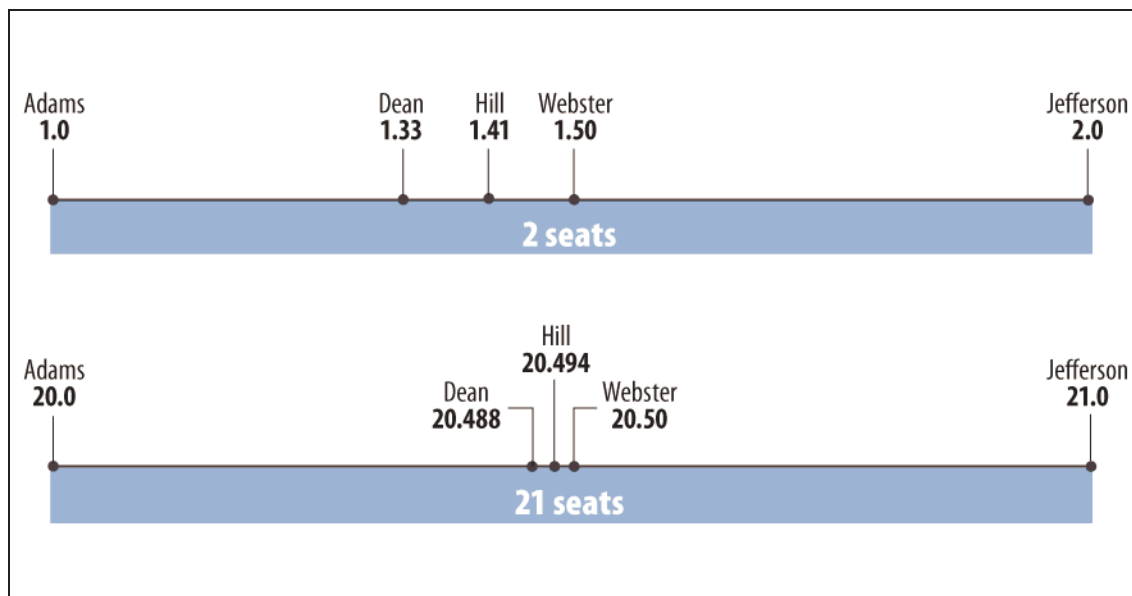 Adams
1.0
Dean
1.33
Hill
1.41
Webster
1.50
Jefferson
2.0
2 seats
Adams
20.0
Dean
20.488
Hill
20.494
Webster
20.50
Jefferson
21.0
21 seats